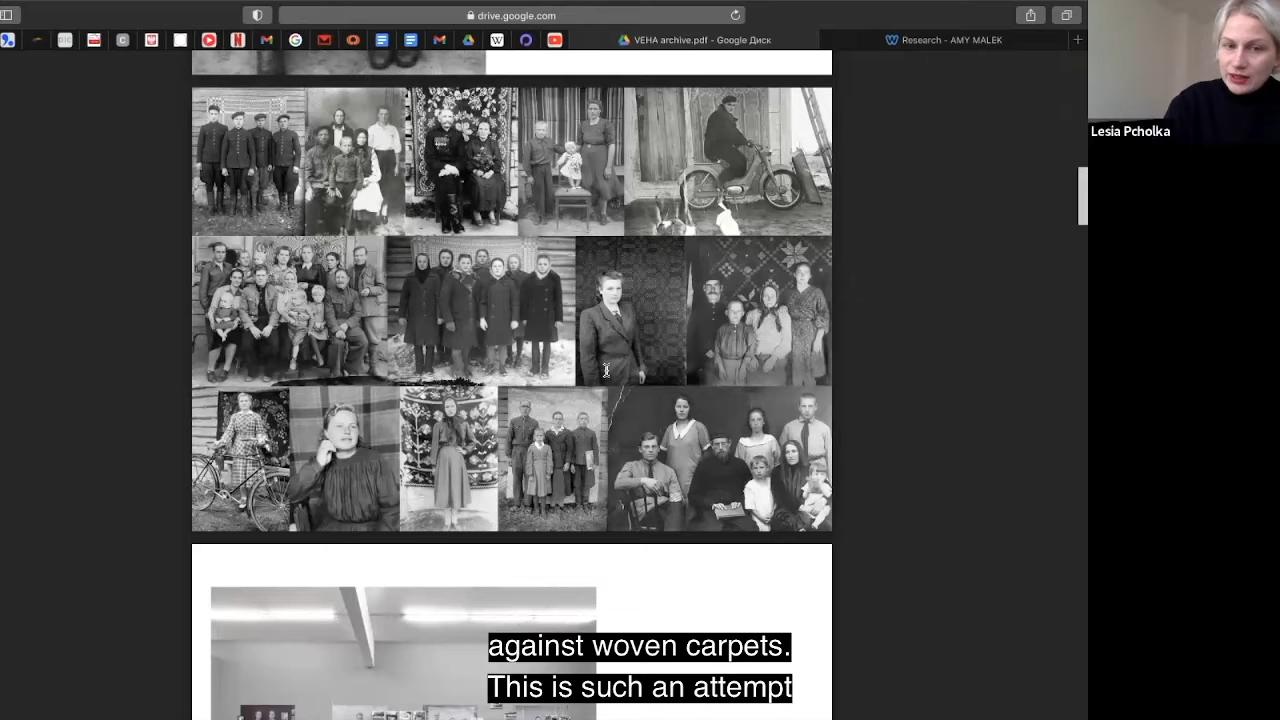 drive.google.com
VEHA archive.pdf - Google Диск
Research - AMY MALEK
Lesia Pcholka
against woven carpets.
This is such an attempt